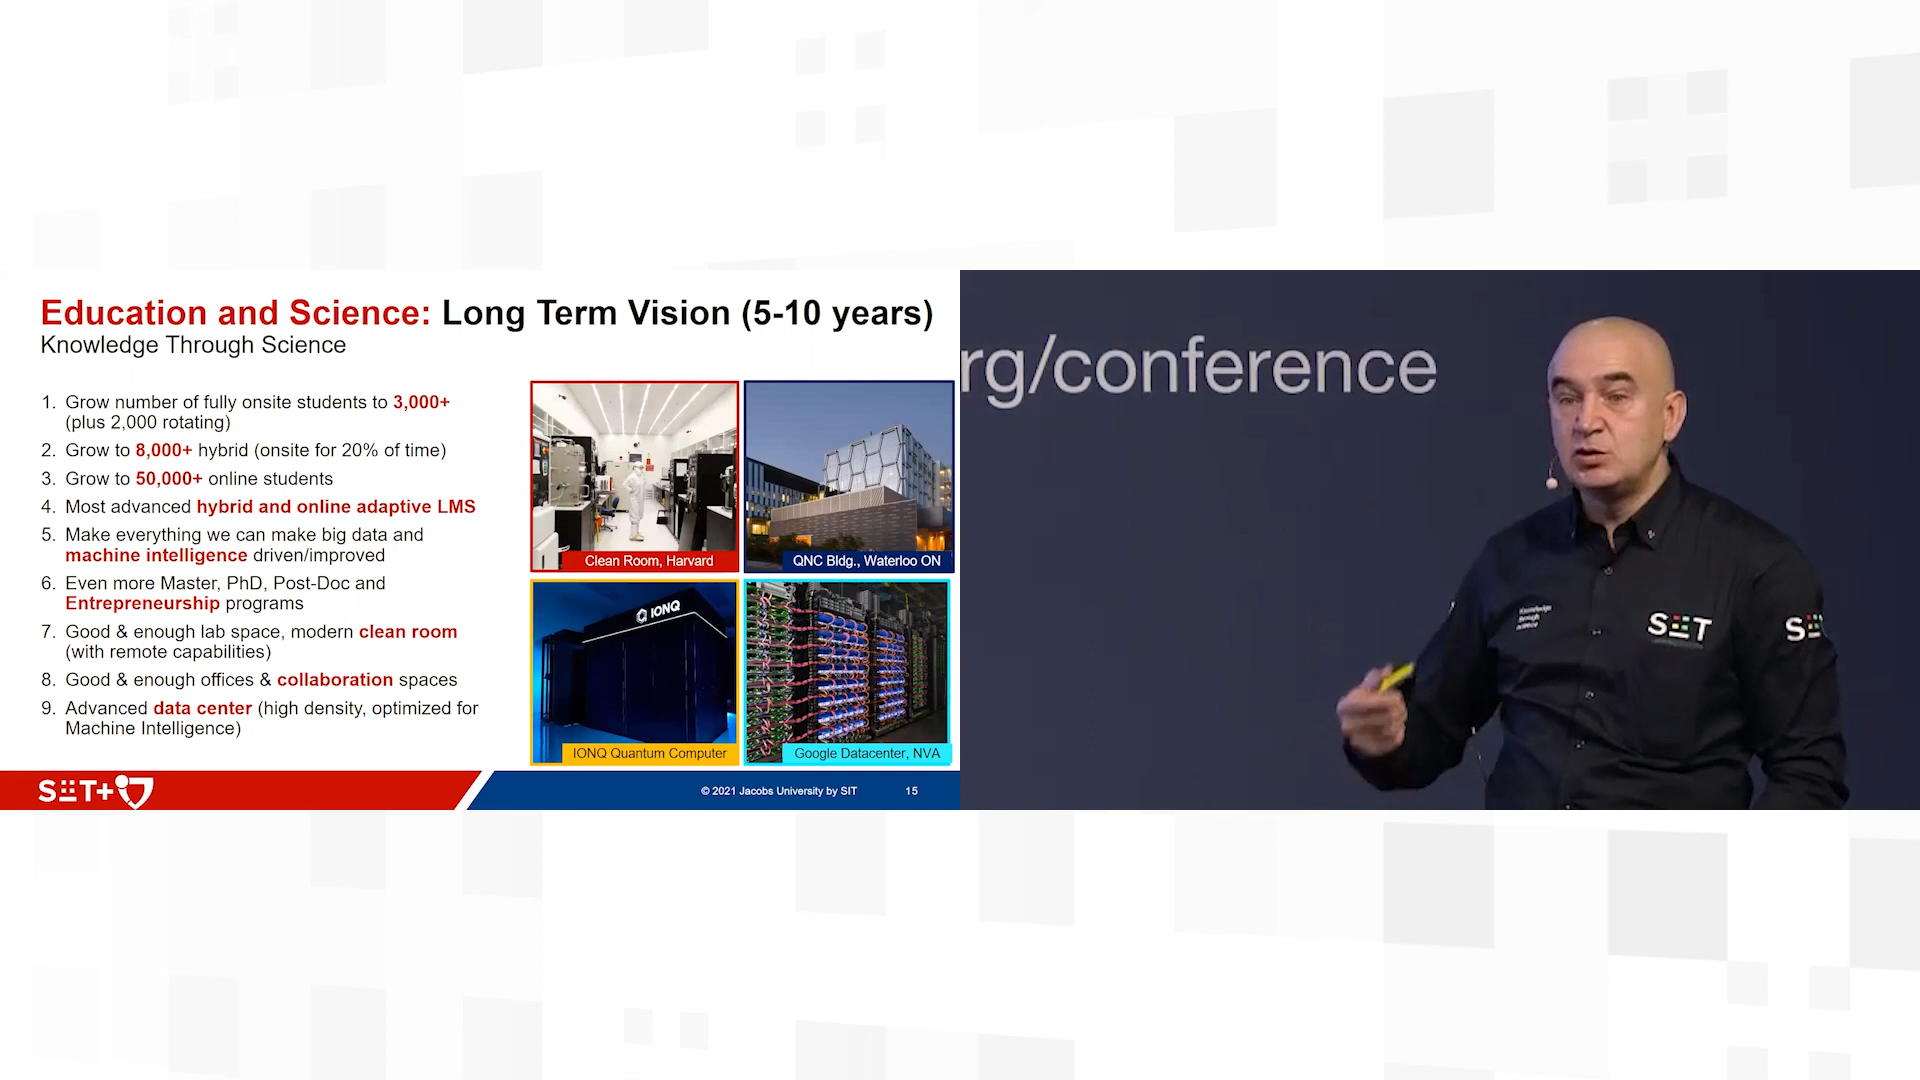 Education and Science: Long Term Vision (5-10 years)
Knowledge Through Science
1. Grow number of fully onsite students to 3,000+
(plus 2,000 rotating)
2. Grow to 8,000+ hybrid (onsite for 20% of time)
3. Grow to 50,000+ online students
4. Most advanced hybrid and online adaptive LMS
5. Make everything we can make big data and
machine intelligence driven/improved
6. Even more Master, PhD, Post-Doc and
Entrepreneurship programs
7. Good & enough lab space, modern clean room
(with remote capabilities)
8. Good & enough offices & collaboration spaces
9. Advanced data center (high density, optimized for
Machine Intelligence)
Clean Room, Harvard
QNC Bldg., Waterloo ON
IONQ
IONQ Quantum Computer
Google Datacenter, NVA
SIT+
© 2021 Jacobs University by SIT
15
rg/conference
Knowledge
through
science
SIT
SI